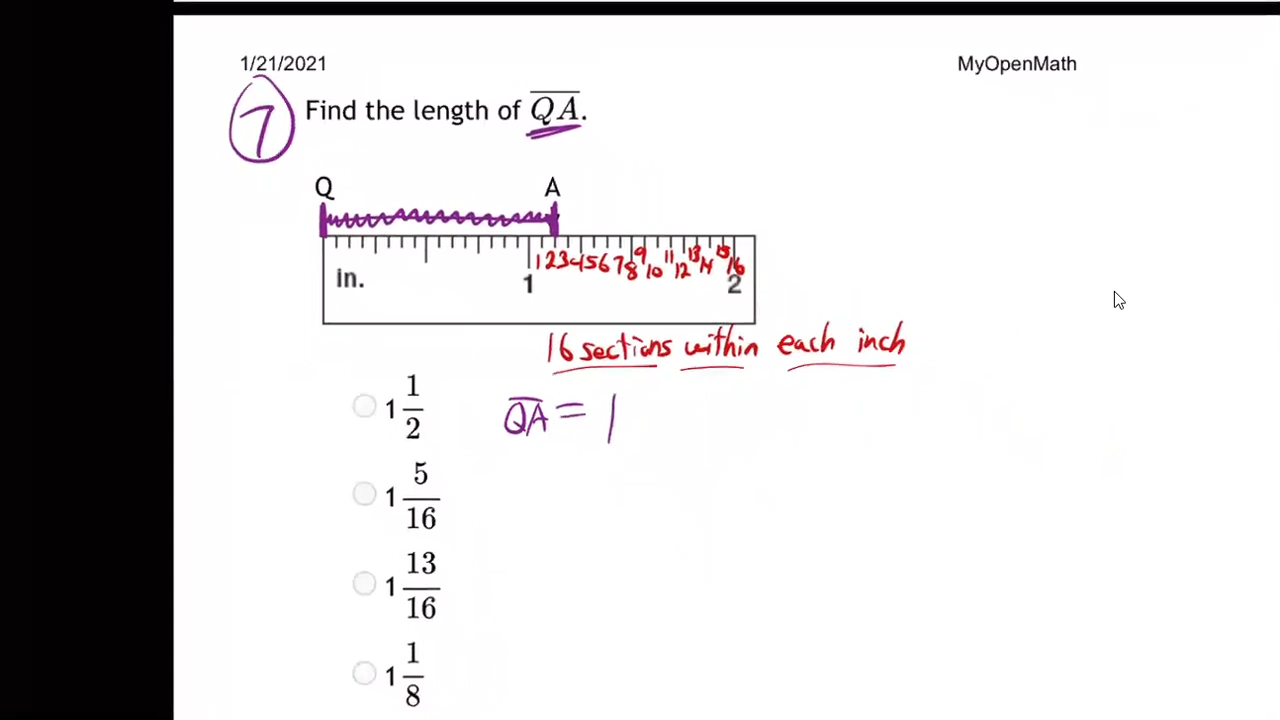 1/21/2021 MyOpenMath
7 Find the length of QA.
Q A
1 2 3 4 5 6 7 8 9 10 11 12 13 14 15 16
in. 1 2
16 sections within each inch
1 1/2 QA = 1
1 5/16
1 13/16
1 1/8